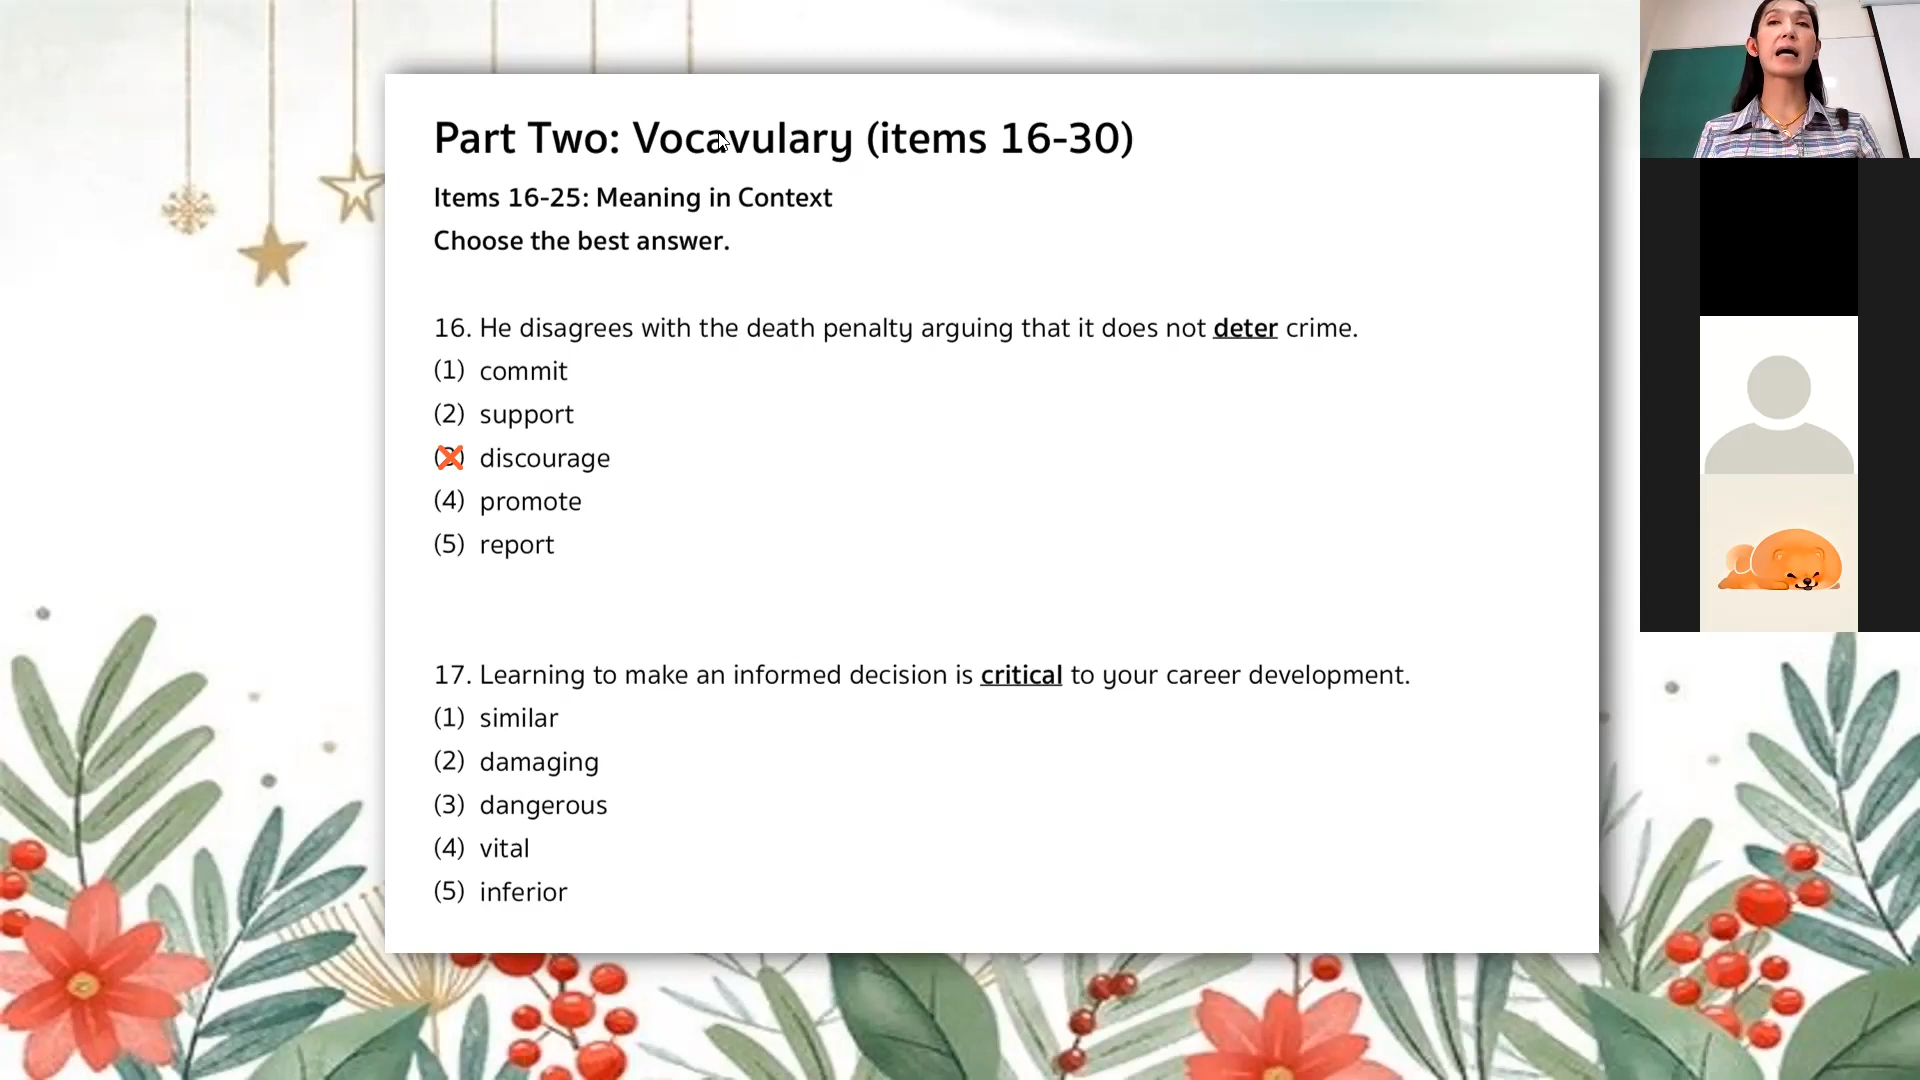 Part Two: Vocavulary (items 16-30)
Items 16-25: Meaning in Context
Choose the best answer.
16. He disagrees with the death penalty arguing that it does not deter crime.
(1) commit
(2) support
discourage
(4) promote
(5) report
17. Learning to make an informed decision is critical to your career development.
(1) similar
(2) damaging
(3) dangerous
(4) vital
(5) inferior